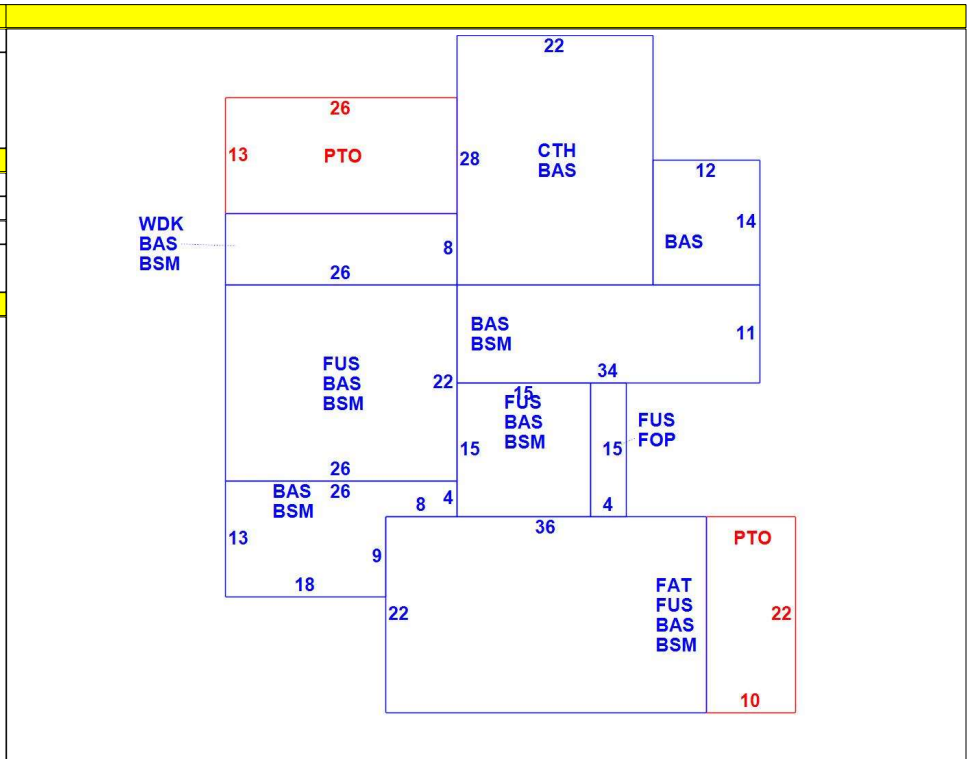 22
26
13
PTO
28
CTH
BAS
12
14
BAS
WDK
BAS
BSM
8
26
BAS
BSM
11
34
FUS
BAS
BSM
22
15
FUS
BAS
BSM
15
15
FUS
FOP
26
26
BAS
BSM
8
4
4
13
9
18
36
PTO
22
FAT
FUS
BAS
BSM
22
10